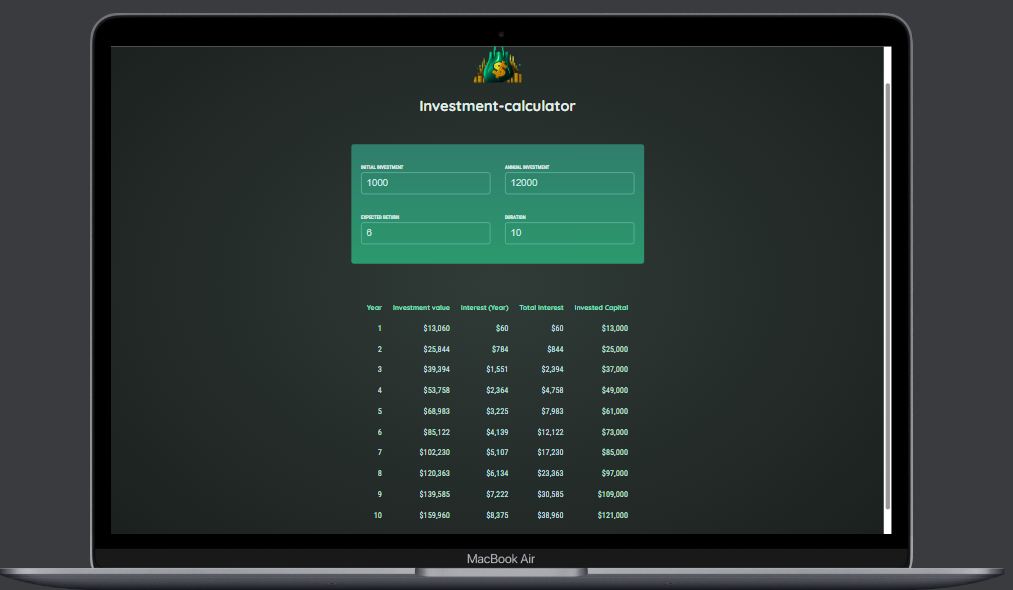 $
Investment-calculator
INITIAL INVESTMENT ANNUAL INVESTMENT
1000 12000
EXPECTED RETURN DURATION
6 10
Year Investment value Interest (Year) Total Interest Invested Capital
1 $13,060 $60 $60 $13,000
2 $25,844 $784 $844 $25,000
3 $39,394 $1,551 $2,394 $37,000
4 $53,758 $2,364 $4,758 $49,000
5 $68,983 $3,225 $7,983 $61,000
6 $85,122 $4,139 $12,122 $73,000
7 $102,230 $5,107 $17,230 $85,000
8 $120,363 $6,134 $23,363 $97,000
9 $139,585 $7,222 $30,585 $109,000
10 $159,960 $8,375 $38,960 $121,000
MacBook Air